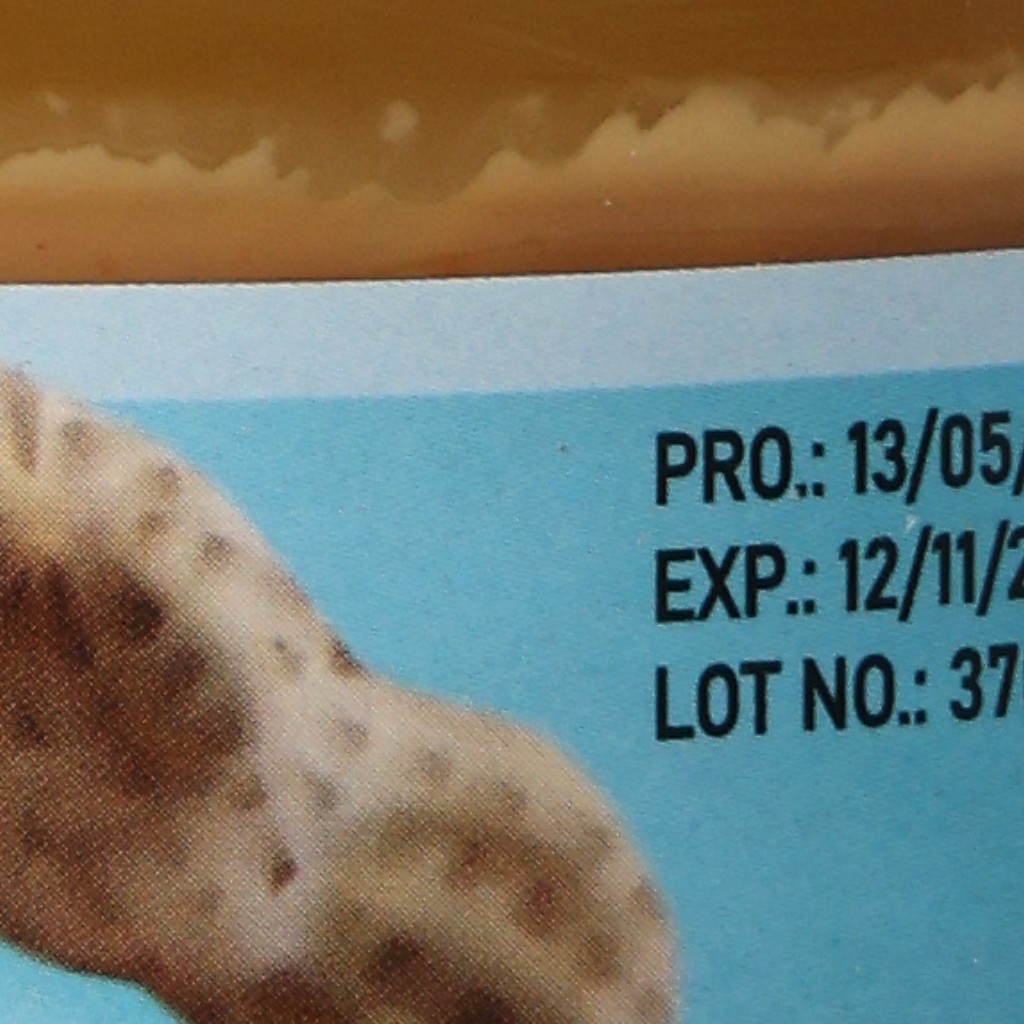 PRO.: 13/05/
EXP.: 12/11/2
LOT NO.: 37